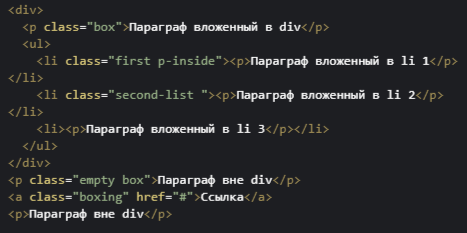 <div>
<p class="box">Параграф вложенный в div</p>
<ul>
<li class="first p-inside"><p>Параграф вложенный в li 1</p>
</li>
<li class="second-list "><p>Параграф вложенный в li 2</p>
</li>
<li><p>Параграф вложенный в li 3</p></li>
</ul>
</div>
<p class="empty box">Параграф вне div</p>
<a class="boxing" href="#">Ссылка</a>
<p>Параграф вне div</p>